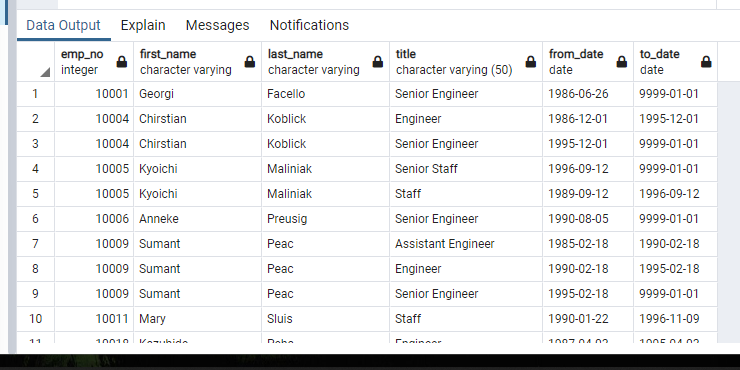 Data Output Explain Messages Notifications
emp_no first_name last_name title from_date to_date
integer character varying character varying character varying (50) date date
1 10001 Georgi Facello Senior Engineer 1986-06-26 9999-01-01
2 10004 Chirstian Koblick Engineer 1986-12-01 1995-12-01
3 10004 Chirstian Koblick Senior Engineer 1995-12-01 9999-01-01
4 10005 Kyoichi Maliniak Senior Staff 1996-09-12 9999-01-01
5 10005 Kyoichi Maliniak Staff 1989-09-12 1996-09-12
6 10006 Anneke Preusig Senior Engineer 1990-08-05 9999-01-01
7 10009 Sumant Peac Assistant Engineer 1985-02-18 1990-02-18
8 10009 Sumant Peac Engineer 1990-02-18 1995-02-18
9 10009 Sumant Peac Senior Engineer 1995-02-18 9999-01-01
10 10011 Mary Sluis Staff 1990-01-22 1996-11-09
11 Engineer